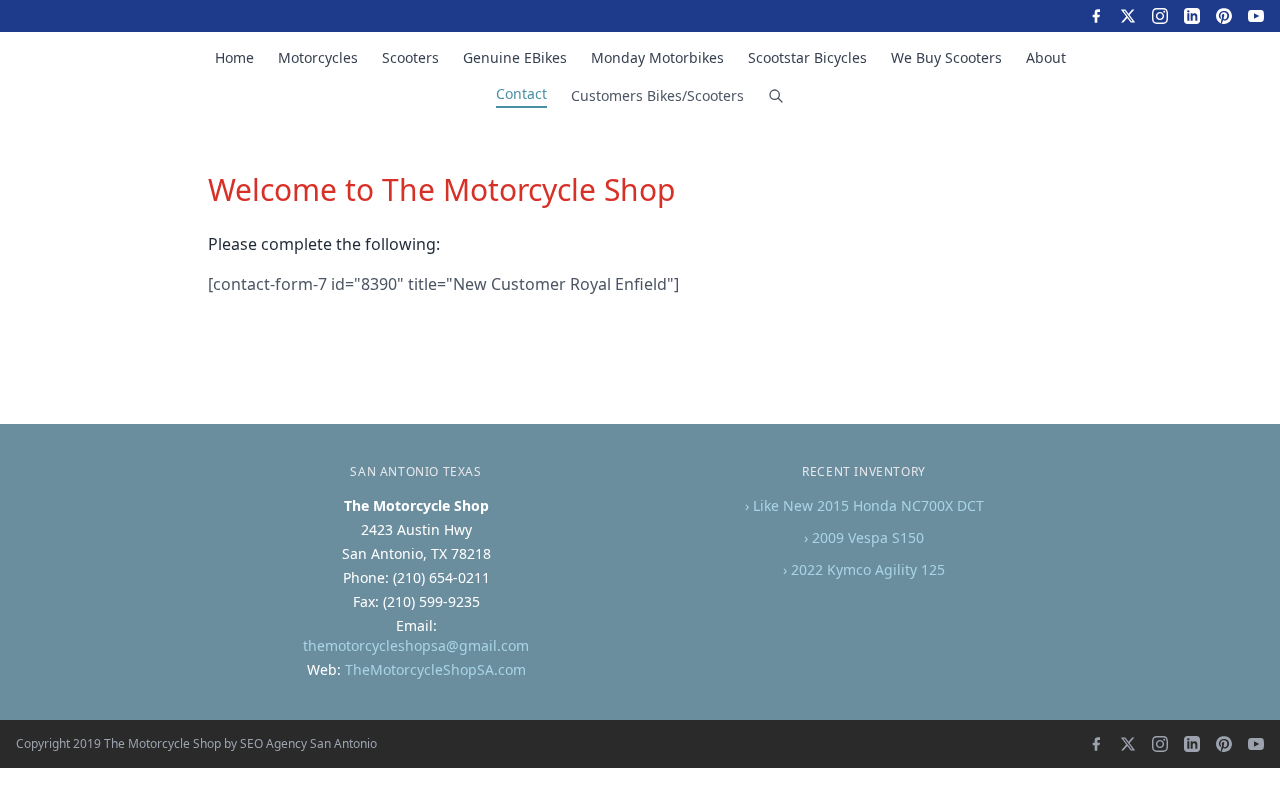 Home Motorcycles Scooters Genuine EBikes Monday Motorbikes Scootstar Bicycles We Buy Scooters About
Contact Customers Bikes/Scooters
Welcome to The Motorcycle Shop
Please complete the following:
[contact-form-7 id="8390" title="New Customer Royal Enfield"]
SAN ANTONIO TEXAS
The Motorcycle Shop
2423 Austin Hwy
San Antonio, TX 78218
Phone: (210) 654-0211
Fax: (210) 599-9235
Email:
themotorcycleshopsa@gmail.com
Web: TheMotorcycleShopSA.com
RECENT INVENTORY
› Like New 2015 Honda NC700X DCT
› 2009 Vespa S150
› 2022 Kymco Agility 125
Copyright 2019 The Motorcycle Shop by SEO Agency San Antonio